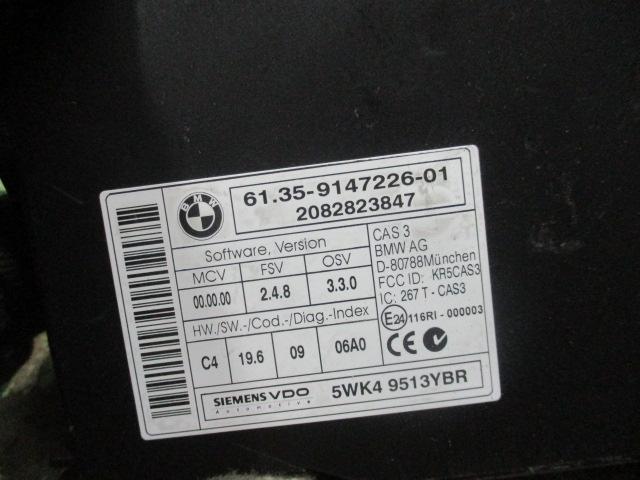 BMW
61.35-9147226-01
2082823847
Software, Version
MCV FSV OSV
00.00.00 2.4.8 3.3.0
HW./SW.-/Cod.-/Diag.-Index
C4 19.6 09 06A0
CAS 3
BMW AG
D-80788München
FCC ID: KR5CAS3
IC: 267 T - CAS3
E24 116RI - 000003
CE
SIEMENS VDO
Automotive
5WK4 9513YBR